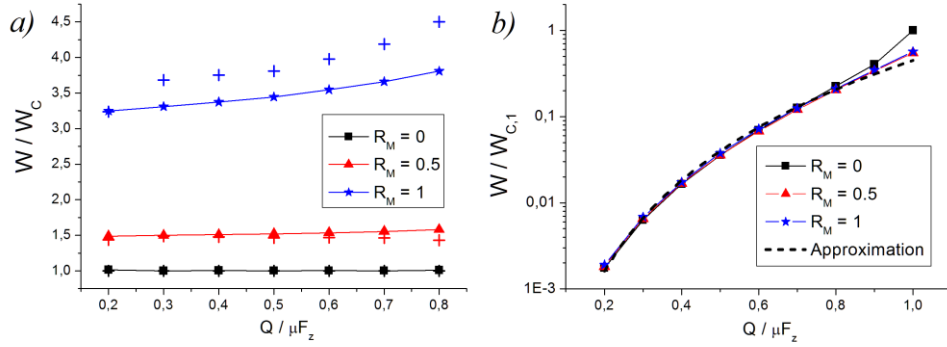 a)
W / W_C
4,5
4,0
3,5
3,0
2,5
2,0
1,5
1,0
R_M = 0
R_M = 0.5
R_M = 1
0,2 0,3 0,4 0,5 0,6 0,7 0,8
Q / μF_z
b)
W / W_C,1
1
0,1
0,01
1E-3
R_M = 0
R_M = 0.5
R_M = 1
Approximation
0,2 0,4 0,6 0,8 1,0
Q / μF_z